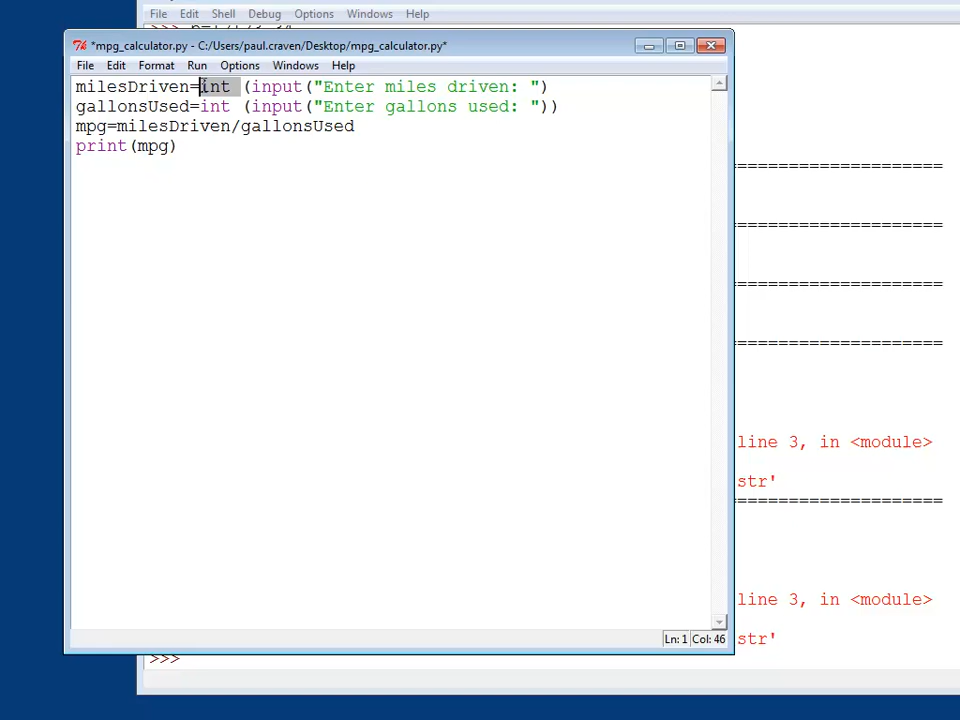 File Edit Shell Debug Options Windows Help
*mpg_calculator.py - C:/Users/paul.craven/Desktop/mpg_calculator.py*
File Edit Format Run Options Windows Help
milesDriven=int (input("Enter miles driven: ")
gallonsUsed=int (input("Enter gallons used: "))
mpg=milesDriven/gallonsUsed
print(mpg)
====================
====================
====================
====================
line 3, in <module>
str'
====================
line 3, in <module>
str'
Ln: 1 Col: 46
>>>